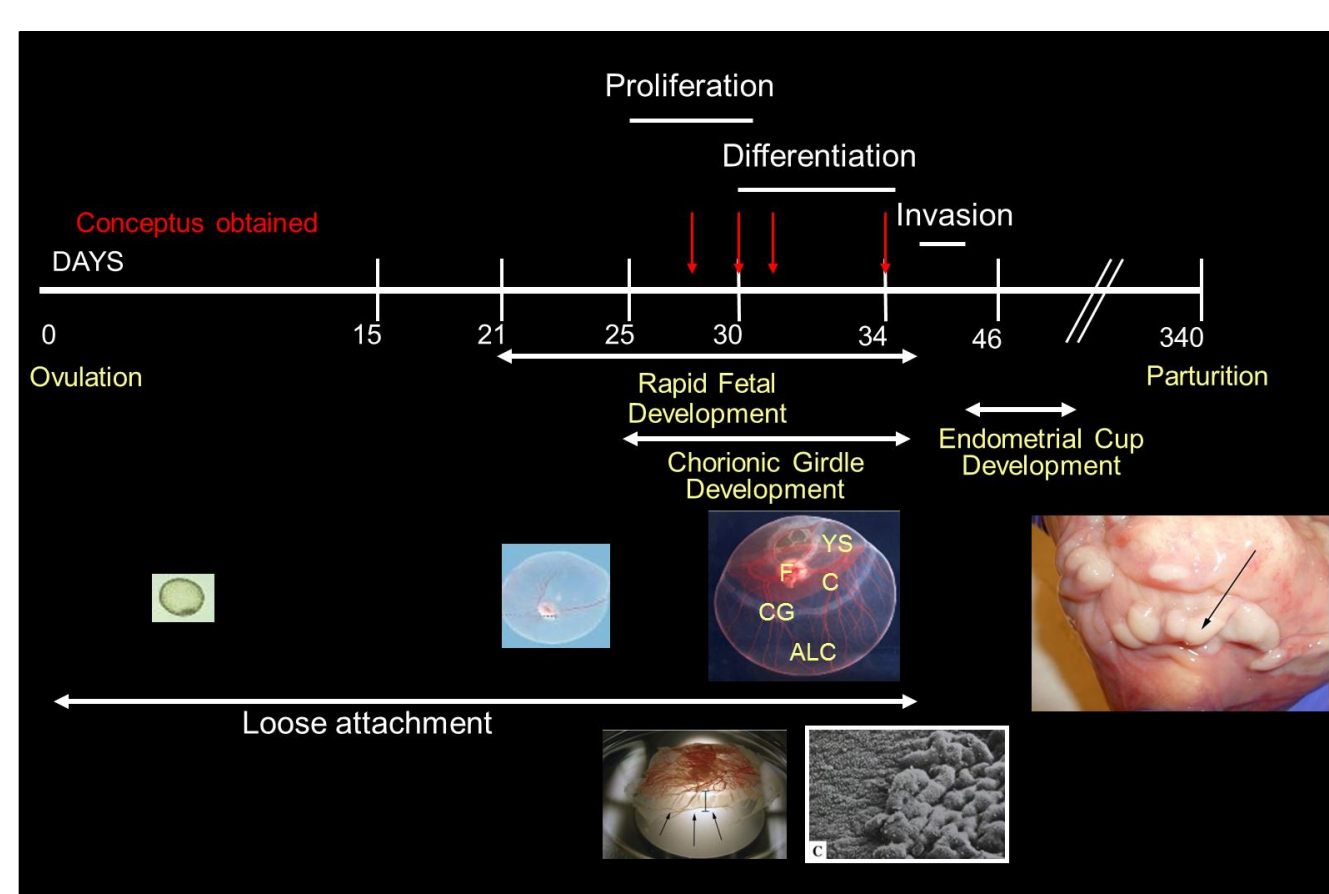 Proliferation
Differentiation
Invasion
Conceptus obtained
DAYS
0
15
21
25
30
34
46
340
Ovulation
Parturition
Rapid Fetal
Development
Chorionic Girdle
Development
Endometrial Cup
Development
YS
F
C
CG
ALC
Loose attachment
C